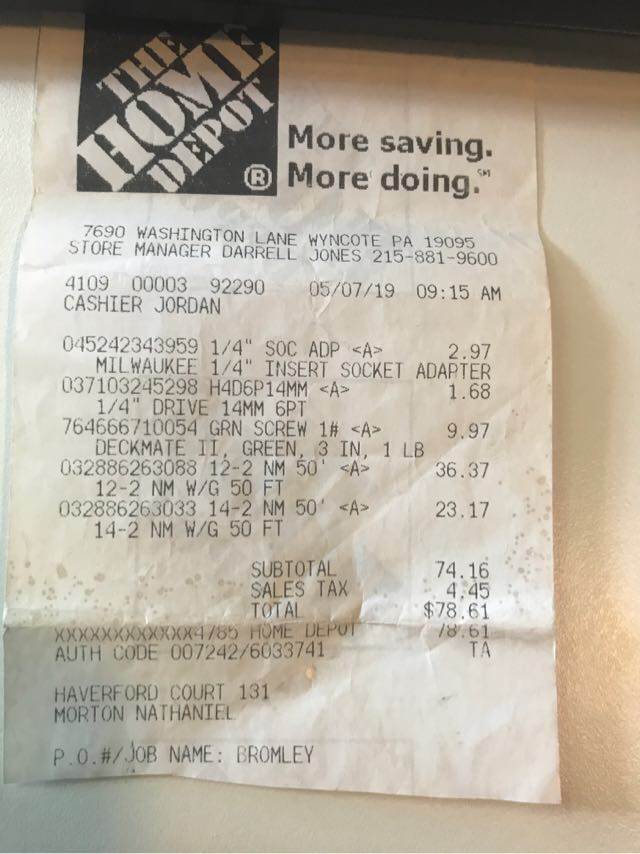 THE
HOME
DEPOT
®
More saving.
More doing.℠
7690 WASHINGTON LANE WYNCOTE PA 19095
STORE MANAGER DARRELL JONES 215-881-9600
4109 00003 92290 05/07/19 09:15 AM
CASHIER JORDAN
045242343959 1/4" SOC ADP <A> 2.97
MILWAUKEE 1/4" INSERT SOCKET ADAPTER
037103245298 H4D6P14MM <A> 1.68
1/4" DRIVE 14MM 6PT
764666710054 GRN SCREW 1# <A> 9.97
DECKMATE II, GREEN, 3 IN, 1 LB
032886263088 12-2 NM 50' <A> 36.37
12-2 NM W/G 50 FT
032886263033 14-2 NM 50' <A> 23.17
14-2 NM W/G 50 FT
SUBTOTAL 74.16
SALES TAX 4.45
TOTAL $78.61
XXXXXXXXXXXX4785 HOME DEPOT 78.61
AUTH CODE 007242/6033741 TA
HAVERFORD COURT 131
MORTON NATHANIEL
P.O.#/JOB NAME: BROMLEY